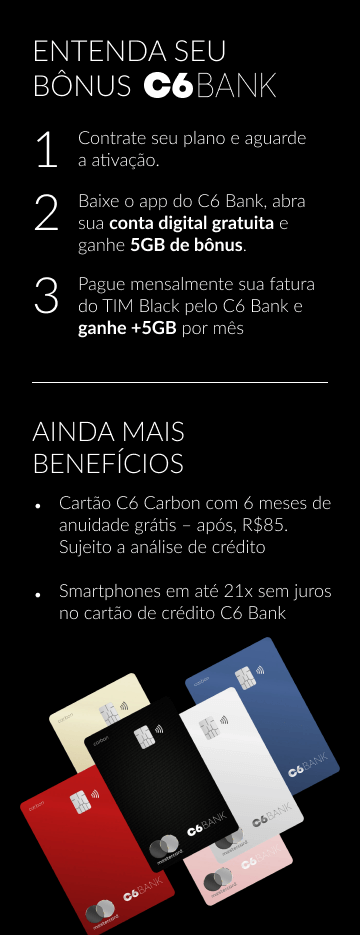 ENTENDA SEU
BÔNUS C6BANK
1 Contrate seu plano e aguarde
a ativação.
2 Baixe o app do C6 Bank, abra
sua conta digital gratuita e
ganhe 5GB de bônus.
3 Pague mensalmente sua fatura
do TIM Black pelo C6 Bank e
ganhe +5GB por mês
AINDA MAIS
BENEFÍCIOS
• Cartão C6 Carbon com 6 meses de
anuidade grátis – após, R$85.
Sujeito a análise de crédito
• Smartphones em até 21x sem juros
no cartão de crédito C6 Bank
carbon
carbon
carbon
carbon
C6BANK
C6BANK
C6BANK
C6BANK
C6BANK
mastercard
mastercard
mastercard
mastercard